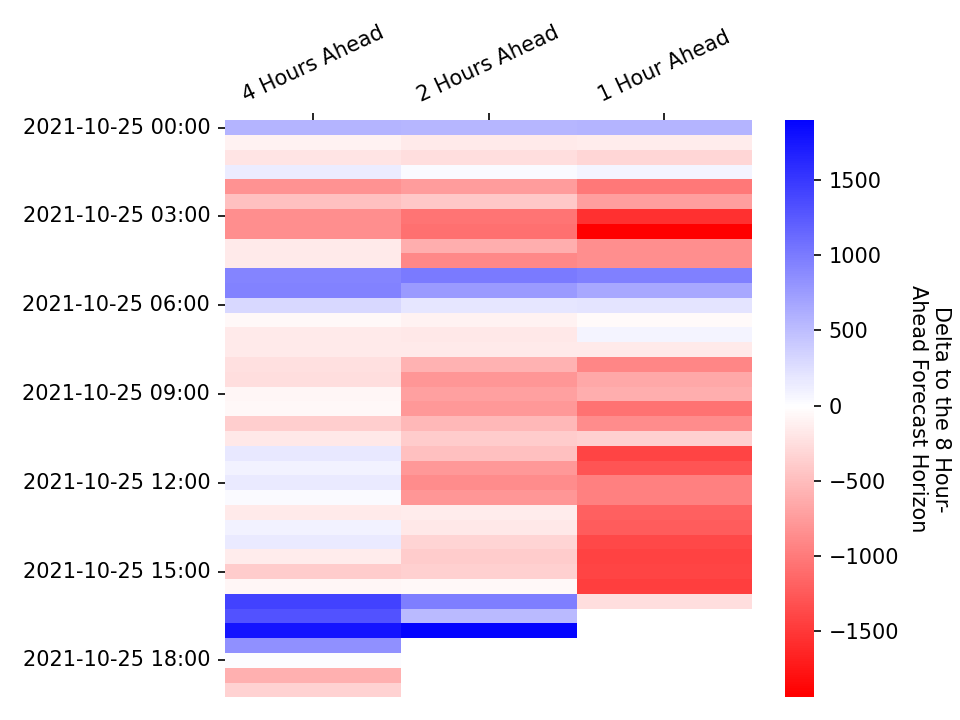 4 Hours Ahead
2 Hours Ahead
1 Hour Ahead
2021-10-25 00:00
2021-10-25 03:00
2021-10-25 06:00
2021-10-25 09:00
2021-10-25 12:00
2021-10-25 15:00
2021-10-25 18:00
1500
1000
500
0
−500
−1000
−1500
Delta to the 8 Hour-
Ahead Forecast Horizon